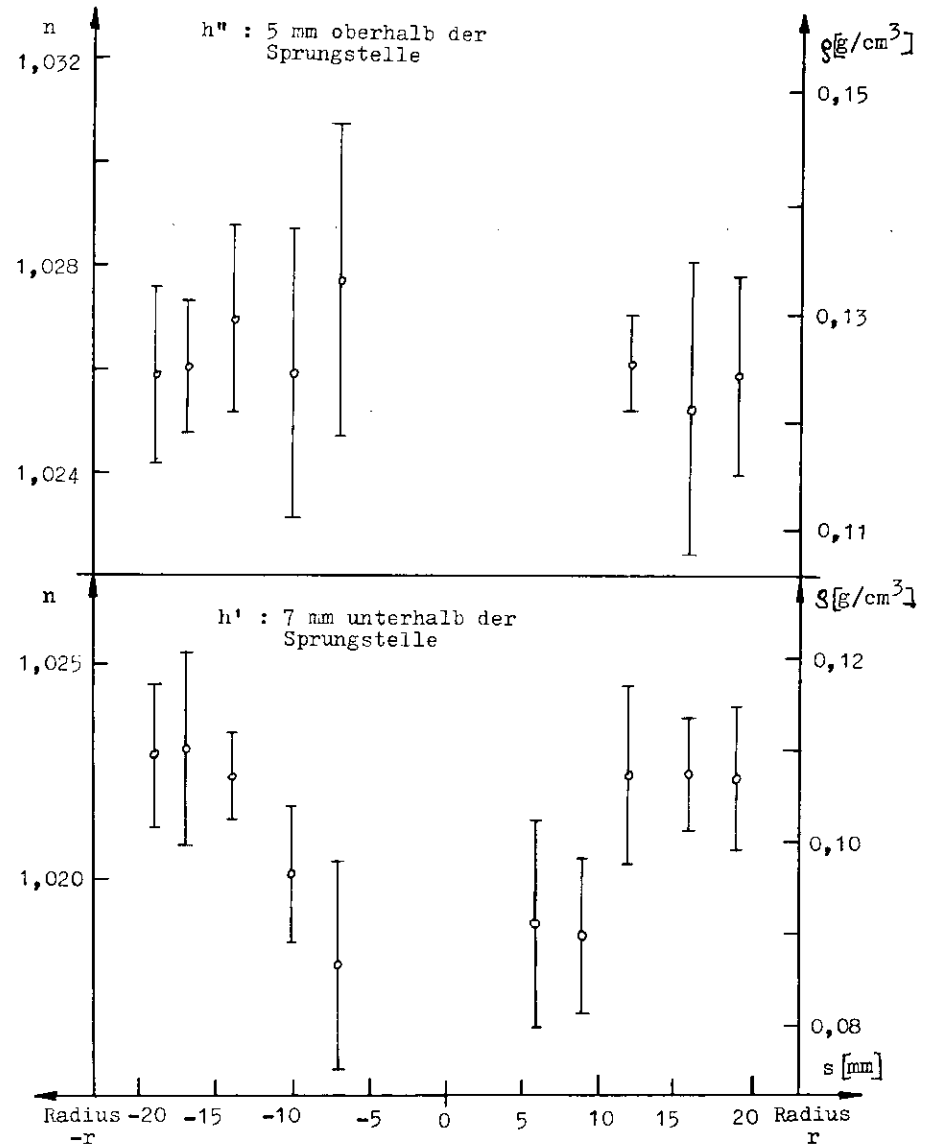 n
h" : 5 mm oberhalb der
Sprungstelle
ρ[g/cm³]
1,032
0,15
1,028
0,13
1,024
0,11
n
h' : 7 mm unterhalb der
Sprungstelle
ρ[g/cm³]
1,025
0,12
0,10
1,020
0,08
s [mm]
Radius -20 -15 -10 -5 0 5 10 15 20 Radius
-r r